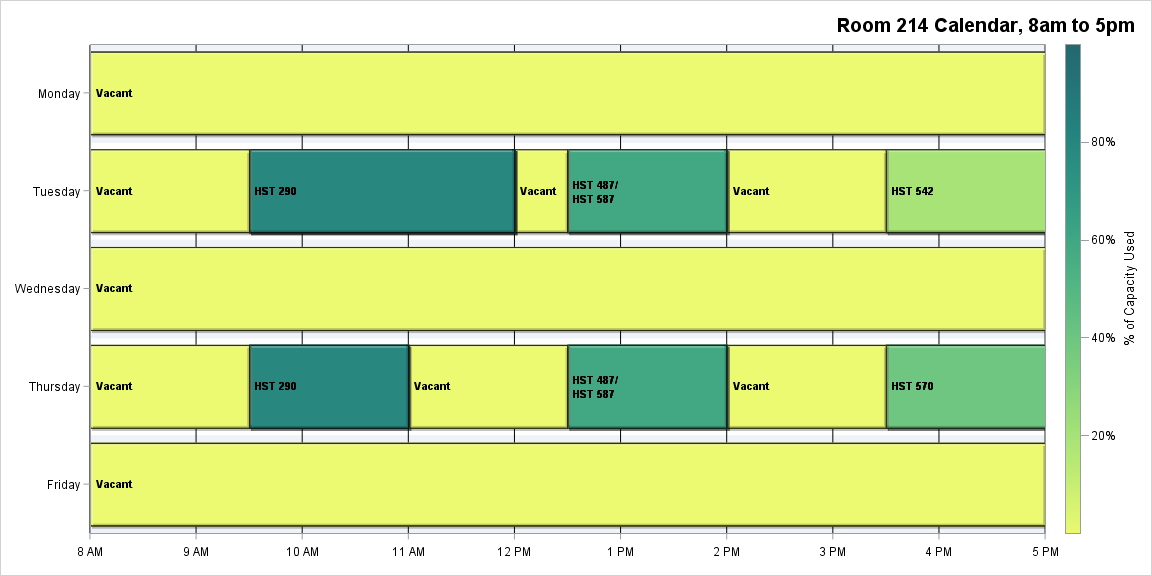 Room 214 Calendar, 8am to 5pm
Monday
Vacant
Tuesday
Vacant
HST 290
Vacant
HST 487/
HST 587
Vacant
HST 542
Wednesday
Vacant
Thursday
Vacant
HST 290
Vacant
HST 487/
HST 587
Vacant
HST 570
Friday
Vacant
8 AM
9 AM
10 AM
11 AM
12 PM
1 PM
2 PM
3 PM
4 PM
5 PM
80%
60%
40%
20%
% of Capacity Used